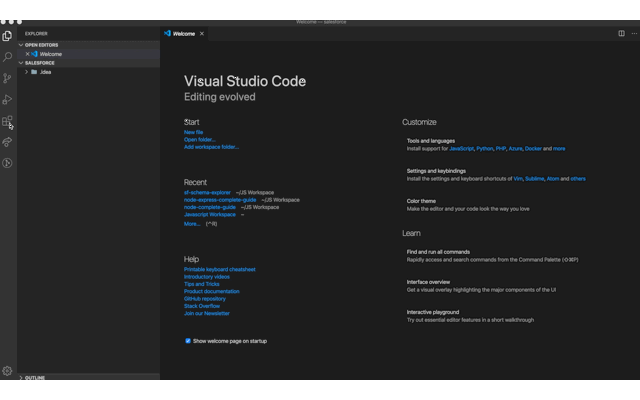 Welcome — salesforce
EXPLORER
OPEN EDITORS
Welcome
SALESFORCE
.idea
OUTLINE
Welcome
Visual Studio Code
Editing evolved
Start
New file
Open folder...
Add workspace folder...
Recent
sf-schema-explorer ~/JS Workspace
node-express-complete-guide ~/JS Workspace
node-complete-guide ~/JS Workspace
Javascript Workspace ~
More... (^R)
Help
Printable keyboard cheatsheet
Introductory videos
Tips and Tricks
Product documentation
GitHub repository
Stack Overflow
Join our Newsletter
Show welcome page on startup
Customize
Tools and languages
Install support for JavaScript, Python, PHP, Azure, Docker and more
Settings and keybindings
Install the settings and keyboard shortcuts of Vim, Sublime, Atom and others
Color theme
Make the editor and your code look the way you love
Learn
Find and run all commands
Rapidly access and search commands from the Command Palette (⇧⌘P)
Interface overview
Get a visual overlay highlighting the major components of the UI
Interactive playground
Try out essential editor features in a short walkthrough